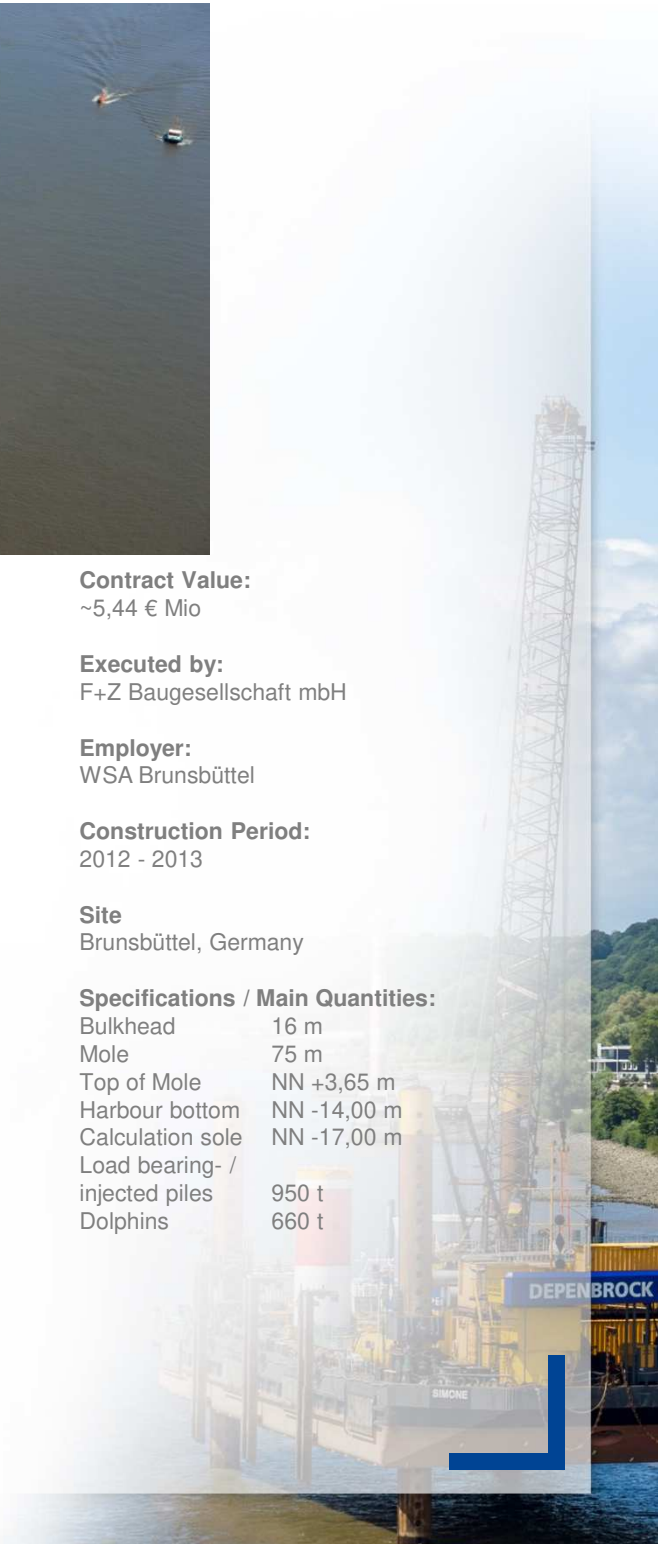 Contract Value:
~5,44 € Mio
Executed by:
F+Z Baugesellschaft mbH
Employer:
WSA Brunsbüttel
Construction Period:
2012 - 2013
Site
Brunsbüttel, Germany
Specifications / Main Quantities:
Bulkhead 16 m
Mole 75 m
Top of Mole NN +3,65 m
Harbour bottom NN -14,00 m
Calculation sole NN -17,00 m
Load bearing- /
injected piles 950 t
Dolphins 660 t
DEPENBROCK
SIMONE